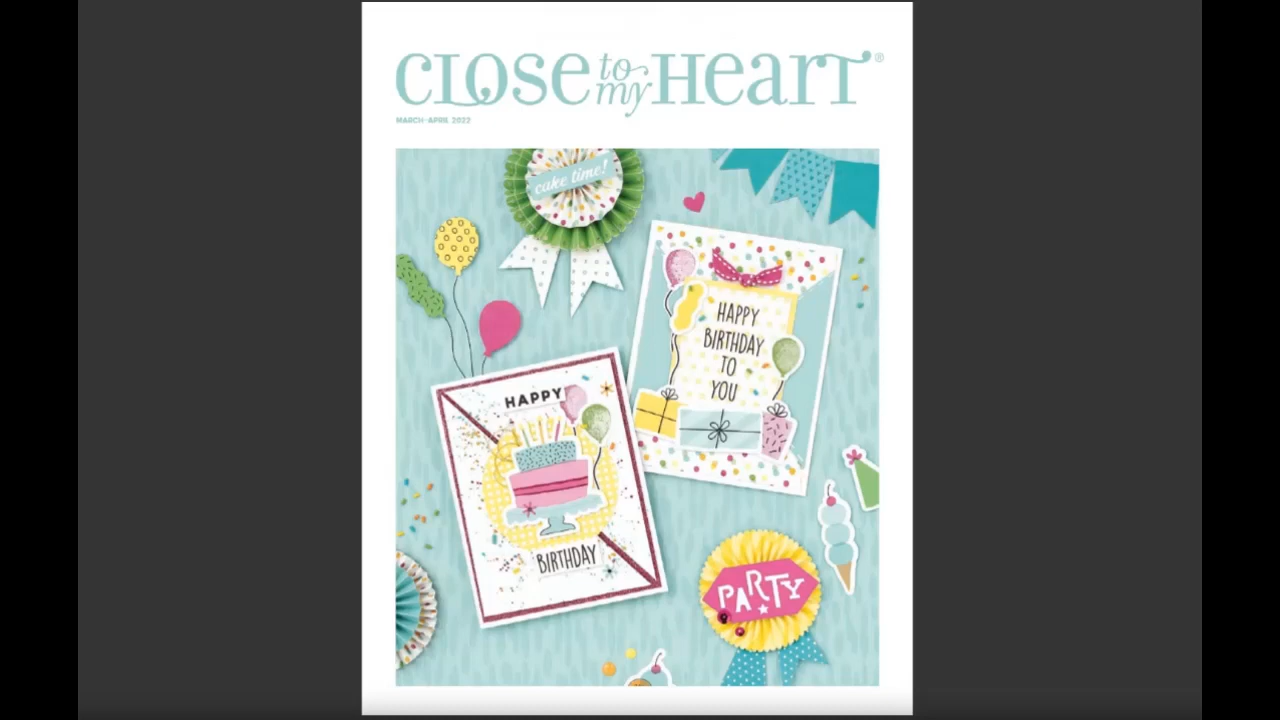 CLOSE to my HEART®
MARCH–APRIL 2022
cake time!
HAPPY
BIRTHDAY
TO
YOU
HAPPY
BIRTHDAY
PARTY